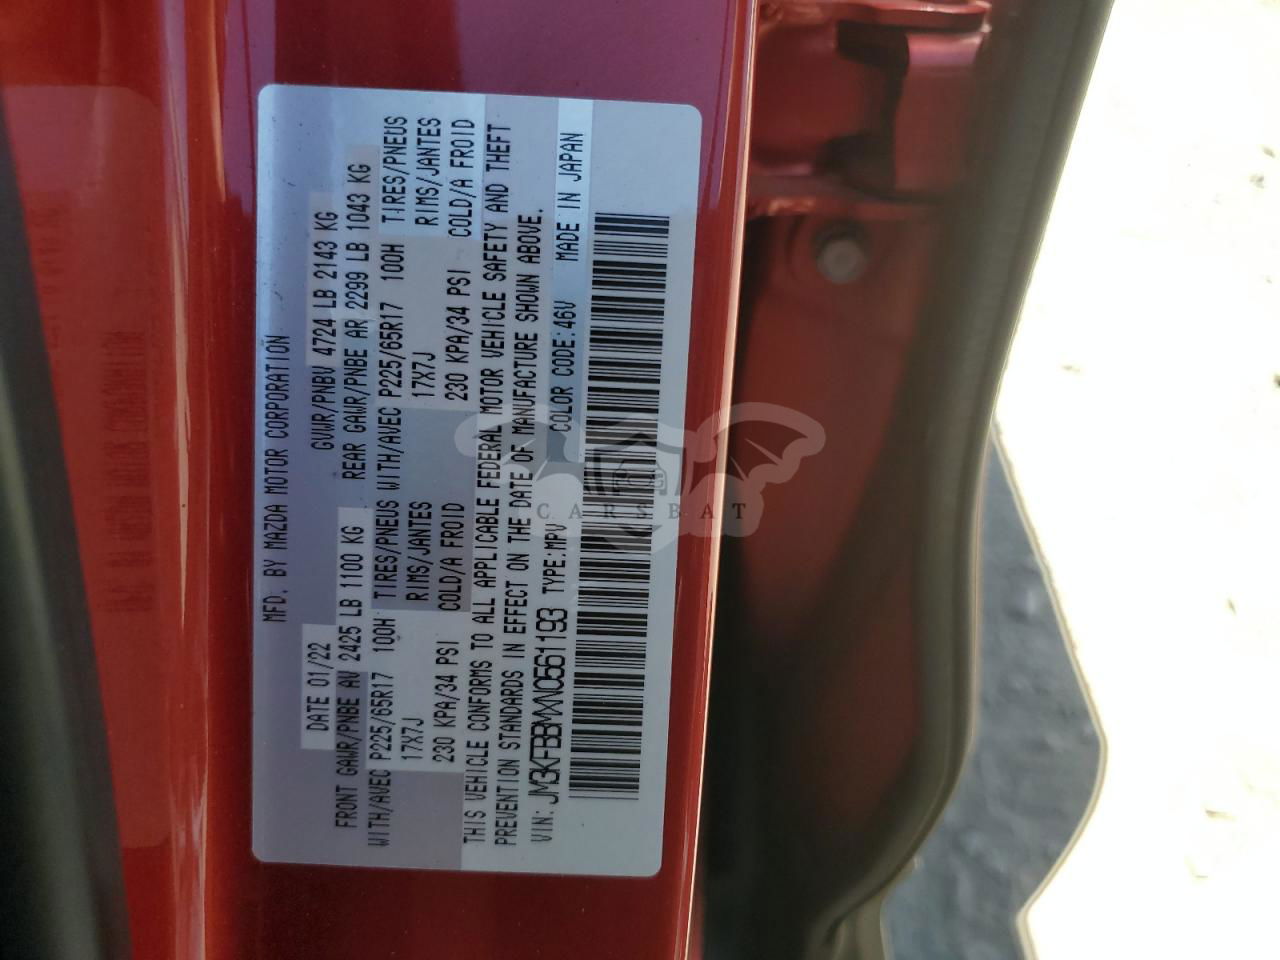 MFD. BY MAZDA MOTOR CORPORATION
DATE 01/22 GVWR/PNBV 4724 LB 2143 KG
FRONT GAWR/PNBE AV 2425 LB 1100 KG REAR GAWR/PNBE AR 2299 LB 1043 KG
WITH/AVEC P225/65R17 100H TIRES/PNEUS WITH/AVEC P225/65R17 100H TIRES/PNEUS
17X7J RIMS/JANTES 17X7J RIMS/JANTES
230 KPA/34 PSI COLD/A FROID 230 KPA/34 PSI COLD/A FROID
THIS VEHICLE CONFORMS TO ALL APPLICABLE FEDERAL MOTOR VEHICLE SAFETY AND THEFT
PREVENTION STANDARDS IN EFFECT ON THE DATE OF MANUFACTURE SHOWN ABOVE.
VIN: JM3KFBBMXN0561193 TYPE:MPV COLOR CODE:46V MADE IN JAPAN
CARSBAT